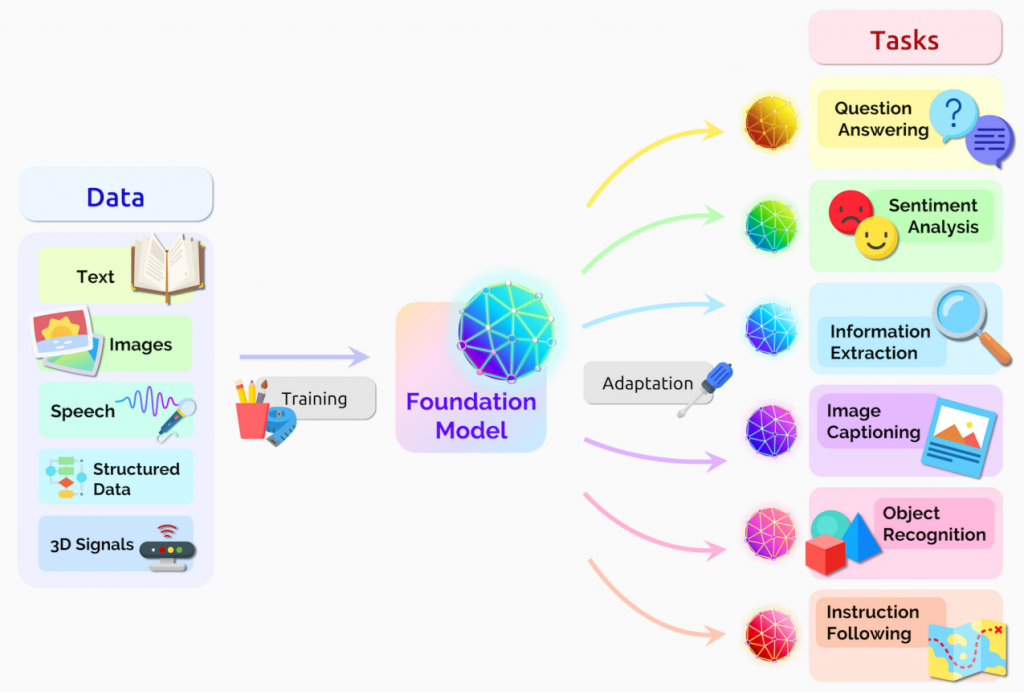 Data
Text
Images
Speech
Structured
Data
3D Signals
Training
Foundation
Model
Adaptation
Tasks
?
Question
Answering
Sentiment
Analysis
Information
Extraction
Image
Captioning
Object
Recognition
Instruction
Following